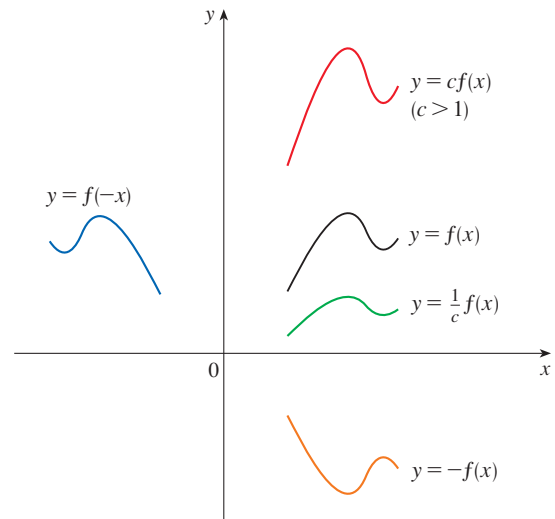 y
y = cf(x)
(c > 1)
y = f(−x)
y = f(x)
y = 1/c f(x)
0
x
y = −f(x)